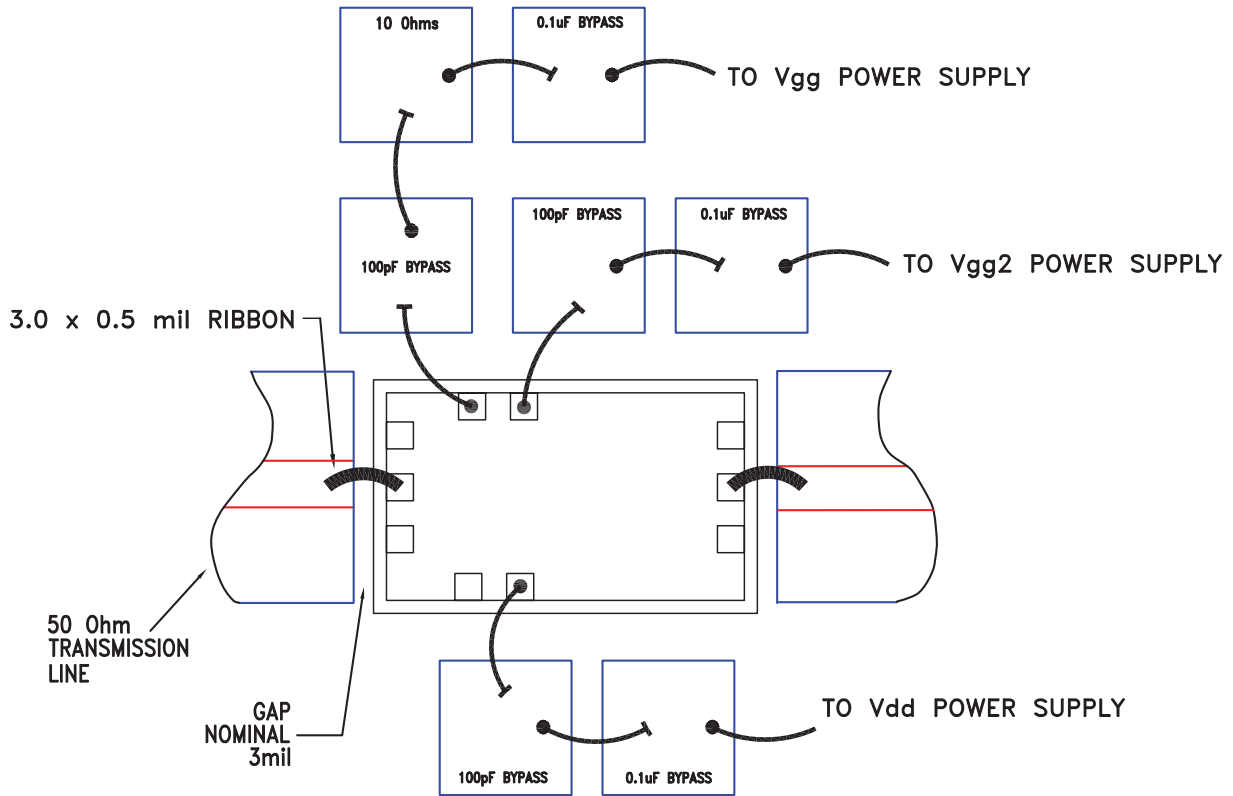 10 Ohms
0.1uF BYPASS
TO Vgg POWER SUPPLY
100pF BYPASS
100pF BYPASS
0.1uF BYPASS
TO Vgg2 POWER SUPPLY
3.0 x 0.5 mil RIBBON
50 Ohm
TRANSMISSION
LINE
GAP
NOMINAL
3mil
TO Vdd POWER SUPPLY
100pF BYPASS
0.1uF BYPASS